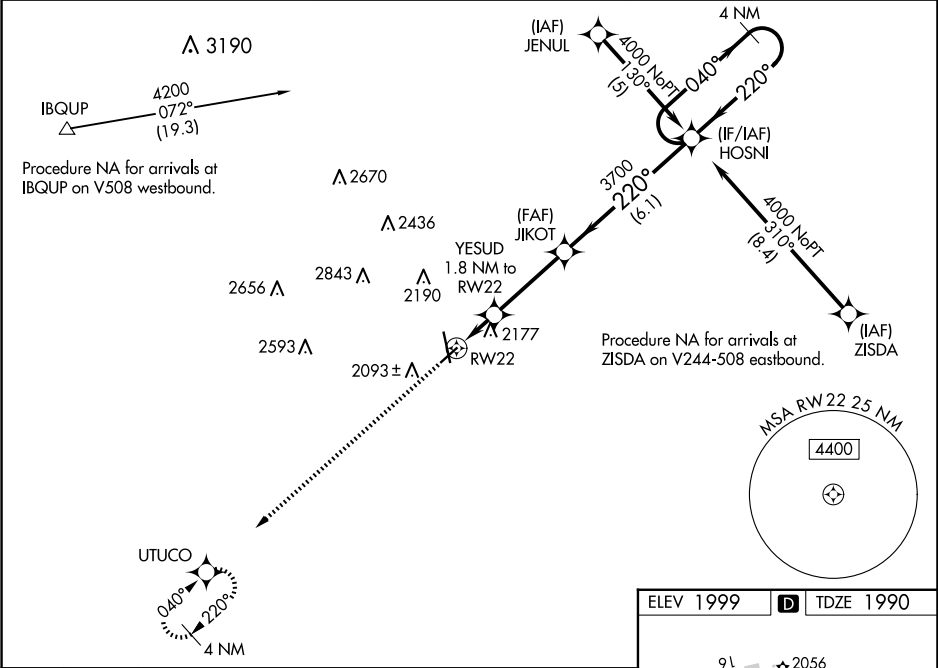 3190
IBQUP
4200
072°
(19.3)
Procedure NA for arrivals at
IBQUP on V508 westbound.
(IAF)
JENUL
4000 NoPT
130°
(5)
4 NM
040°
220°
(IF/IAF)
HOSNI
3700
220°
(6.1)
2670
2436
(FAF)
JIKOT
YESUD
1.8 NM to
RW22
2843
2656
2190
2177
2593
RW22
2093±
4000 NoPT
310°
(8.4)
Procedure NA for arrivals at
ZISDA on V244-508 eastbound.
(IAF)
ZISDA
MSA RW22 25 NM
4400
UTUCO
040°
220°
4 NM
ELEV 1999 D TDZE 1990
2056